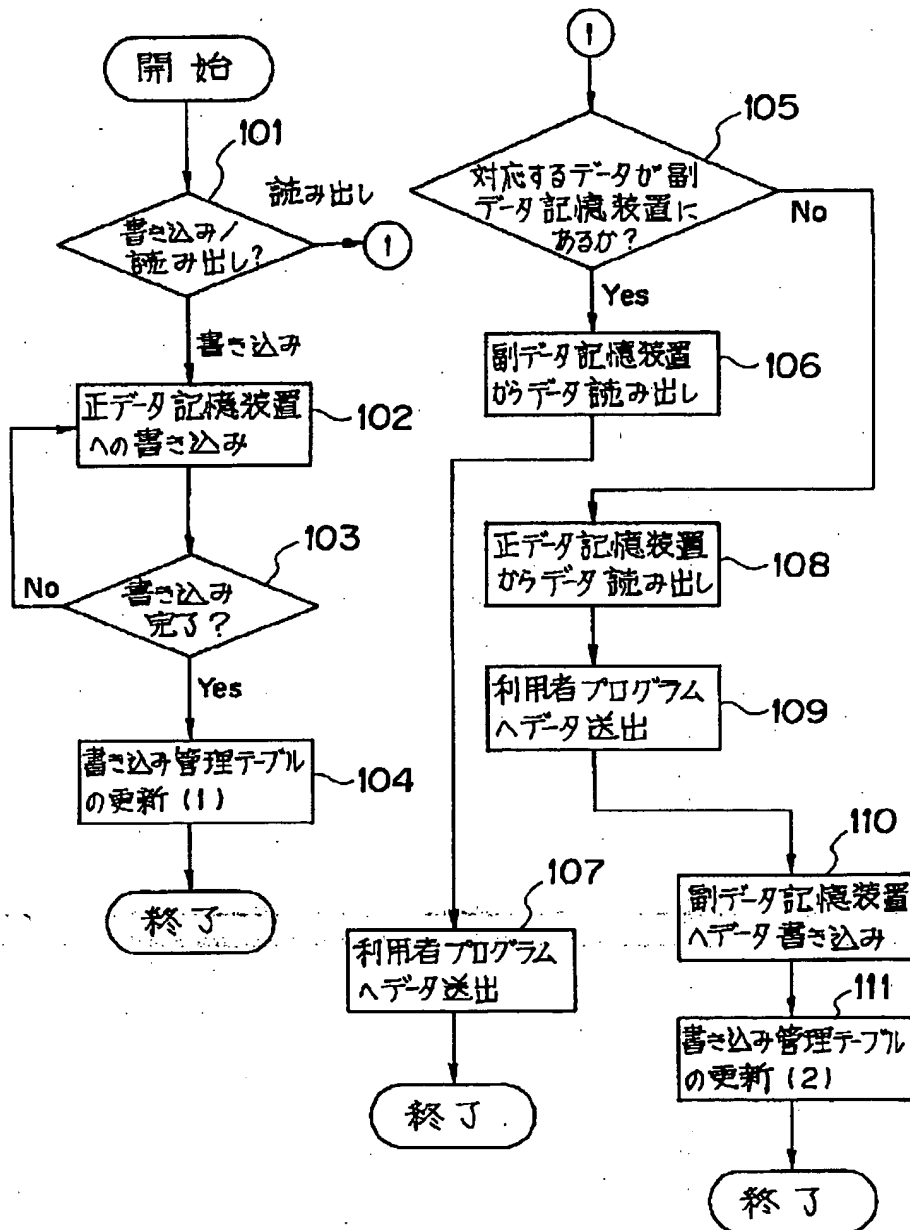 開始
101
書き込み/
読み出し?
読み出し
1
書き込み
正データ記憶装置
への書き込み
102
103
書き込み
完了?
No
Yes
書き込み管理テーブル
の更新(1)
104
終了
1
105
対応するデータが副
データ記憶装置に
あるか?
No
Yes
副データ記憶装置
からデータ読み出し
106
正データ記憶装置
からデータ読み出し
108
利用者プログラム
へデータ送出
109
107
利用者プログラム
へデータ送出
終了
110
副データ記憶装置
へデータ書き込み
111
書き込み管理テーブル
の更新(2)
終了